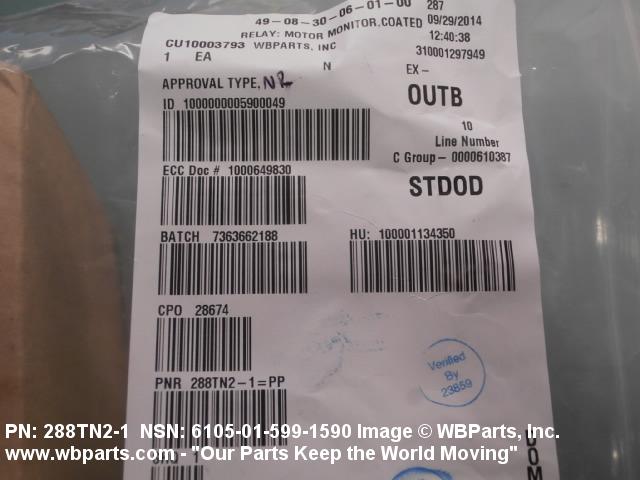 49-08-30-06-01-00 287
RELAY: MOTOR MONITOR,COATED 09/29/2014
CU10003793 WBPARTS, INC 12:40:38
1 EA N 310001297949
APPROVAL TYPE, NR EX-
ID 1000000005900049 OUTB
10
Line Number
ECC Doc # 1000649830 C Group- 0000610387
STDOD
BATCH 7363662188 HU: 100001134350
CPO 28674
Verified
By
23859
PNR 288TN2-1=PP
PN: 288TN2-1 NSN: 6105-01-599-1590 Image © WBParts, Inc.
www.wbparts.com - "Our Parts Keep the World Moving"